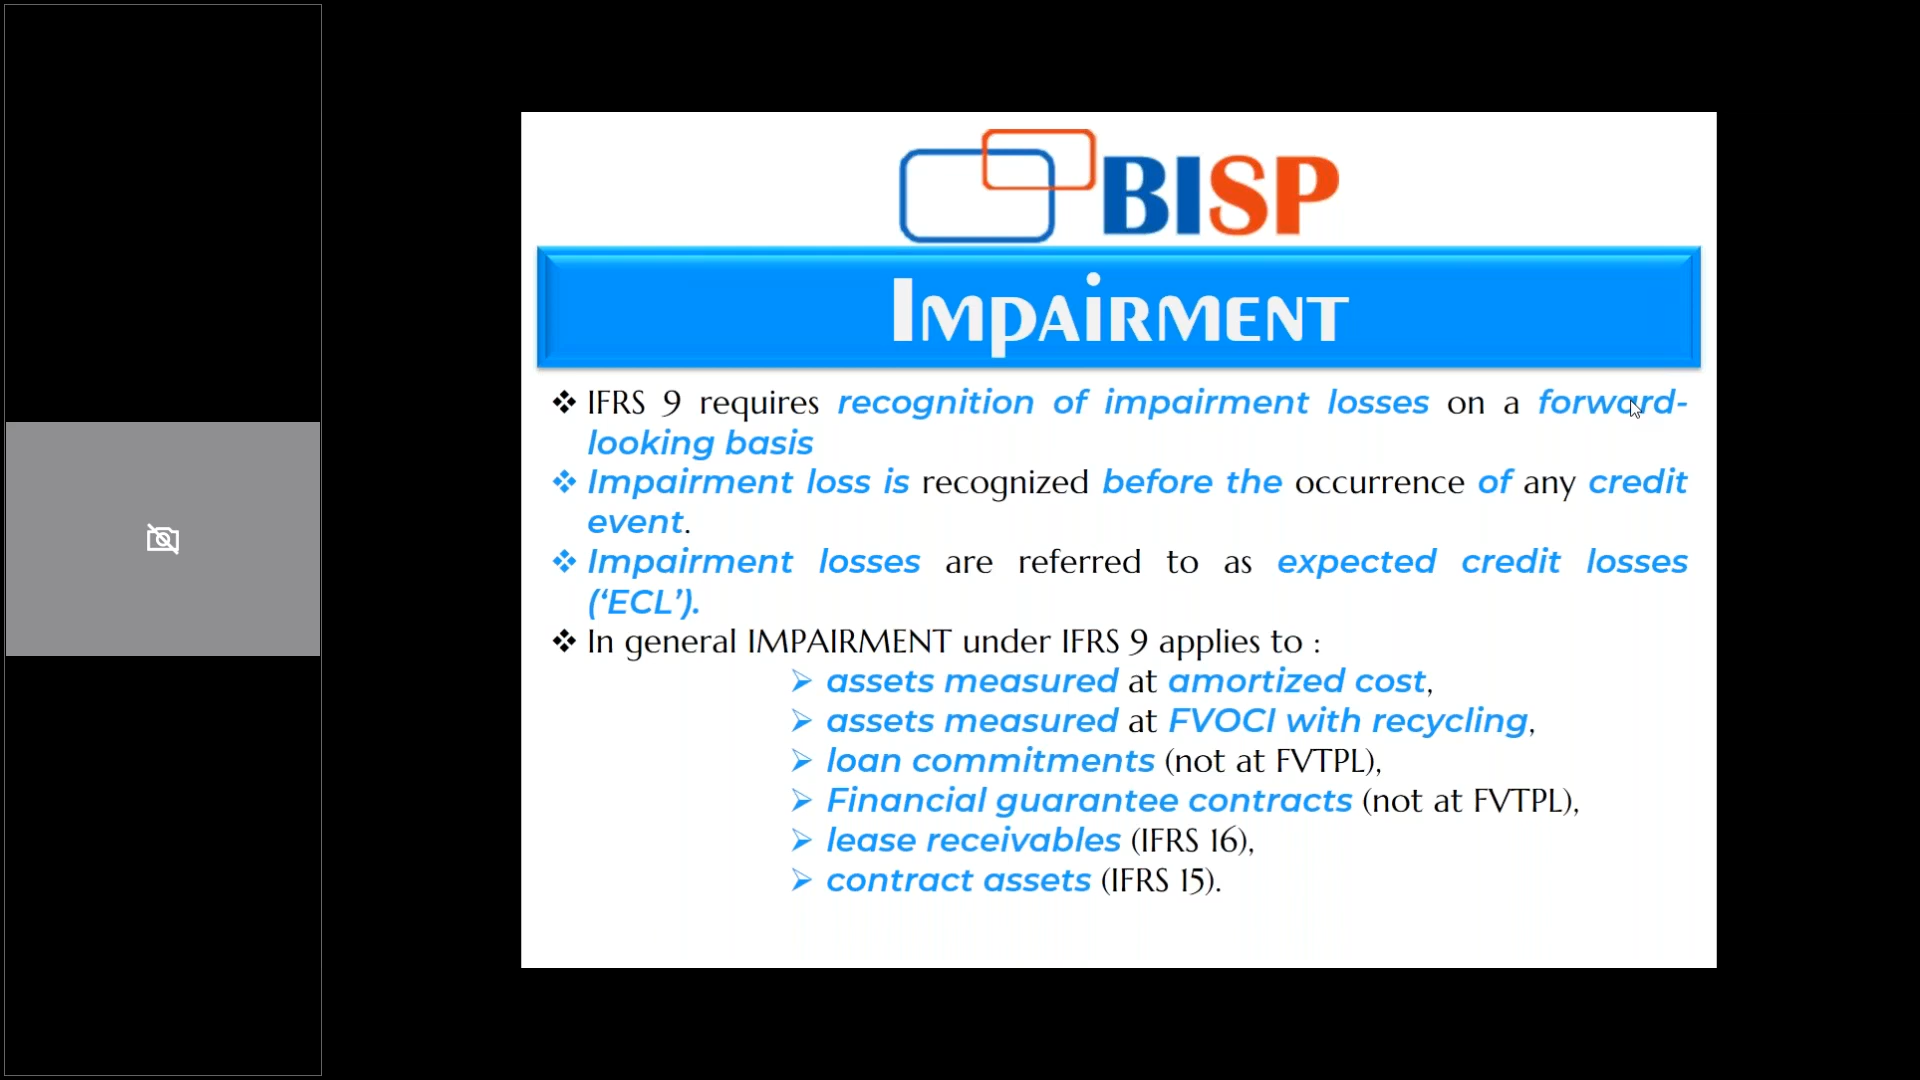 BISP
Impairment
IFRS 9 requires recognition of impairment losses on a forward-
looking basis
Impairment loss is recognized before the occurrence of any credit
event.
Impairment losses are referred to as expected credit losses
(‘ECL’).
In general IMPAIRMENT under IFRS 9 applies to :
assets measured at amortized cost,
assets measured at FVOCI with recycling,
loan commitments (not at FVTPL),
Financial guarantee contracts (not at FVTPL),
lease receivables (IFRS 16),
contract assets (IFRS 15).